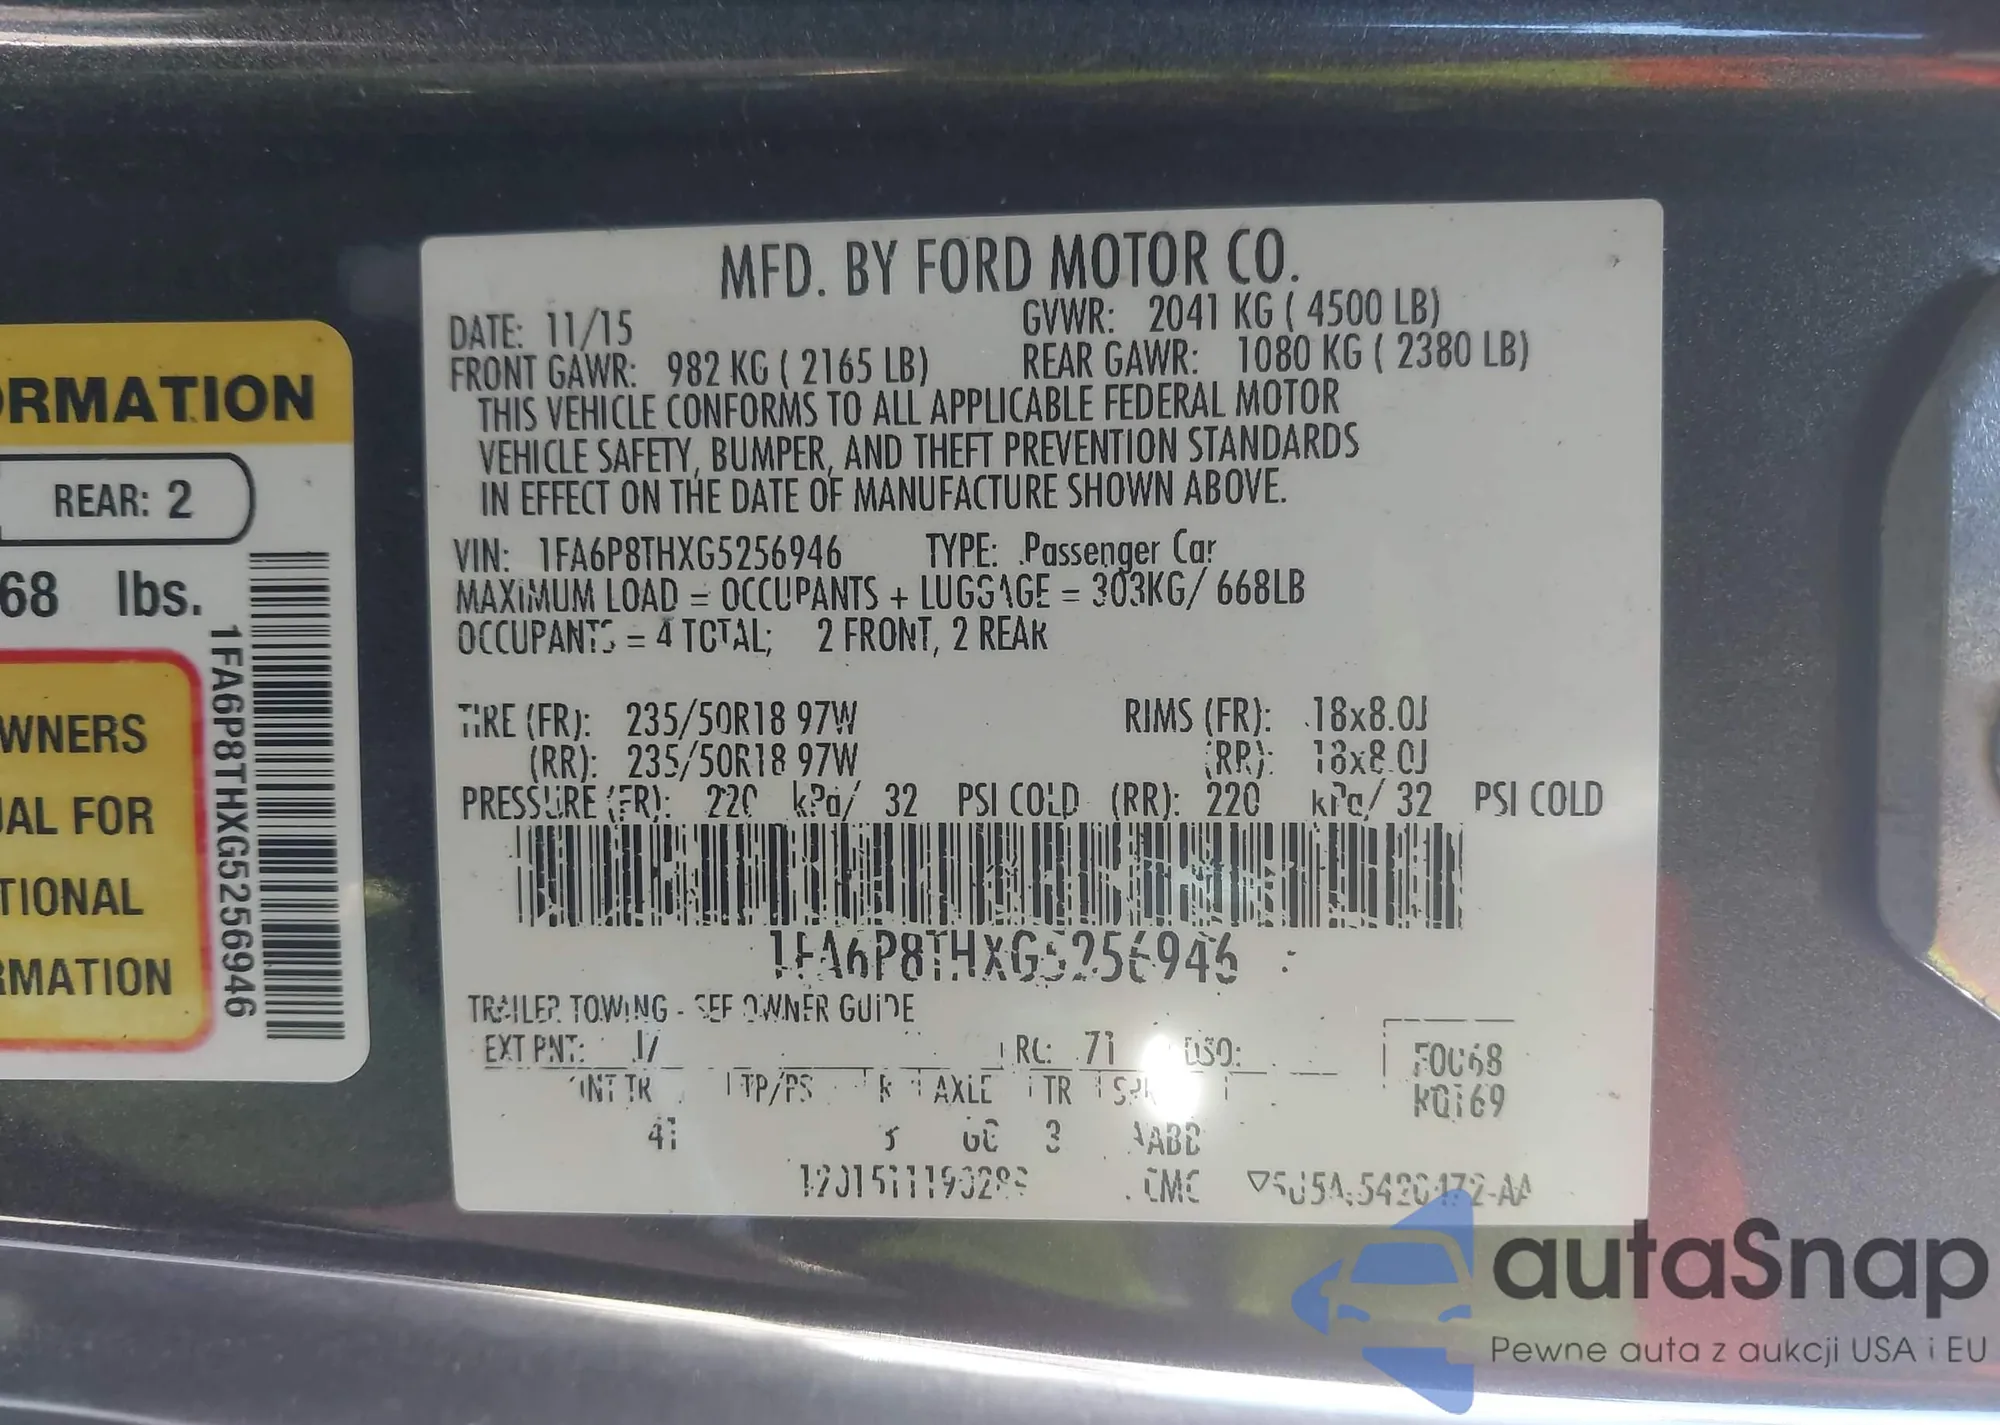 RMATION
REAR: 2
68 lbs.
WNERS
UAL FOR
TIONAL
RMATION
1FA6P8THXG5256946
MFD. BY FORD MOTOR CO.
DATE: 11/15 GVWR: 2041 KG ( 4500 LB)
FRONT GAWR: 982 KG ( 2165 LB) REAR GAWR: 1080 KG ( 2380 LB)
THIS VEHICLE CONFORMS TO ALL APPLICABLE FEDERAL MOTOR
VEHICLE SAFETY, BUMPER, AND THEFT PREVENTION STANDARDS
IN EFFECT ON THE DATE OF MANUFACTURE SHOWN ABOVE.
VIN: 1FA6P8THXG5256946 TYPE: Passenger Car
MAXIMUM LOAD = OCCUPANTS + LUGGAGE = 303KG/ 668LB
OCCUPANTS = 4 TOTAL; 2 FRONT, 2 REAR
TIRE (FR): 235/50R18 97W RIMS (FR): 18x8.0J
(RR): 235/50R18 97W (RR): 18x8.0J
PRESSURE (FR): 220 kPa/ 32 PSI COLD (RR): 220 kPa/ 32 PSI COLD
1FA6P8THXG5256946
TRAILER TOWING - SEE OWNER GUIDE
EXT PNT: RC: 71 DSO:
INT TR TP/PS R AXLE TR
41 3 AABB
autaSnap
Pewne auta z aukcji USA i EU